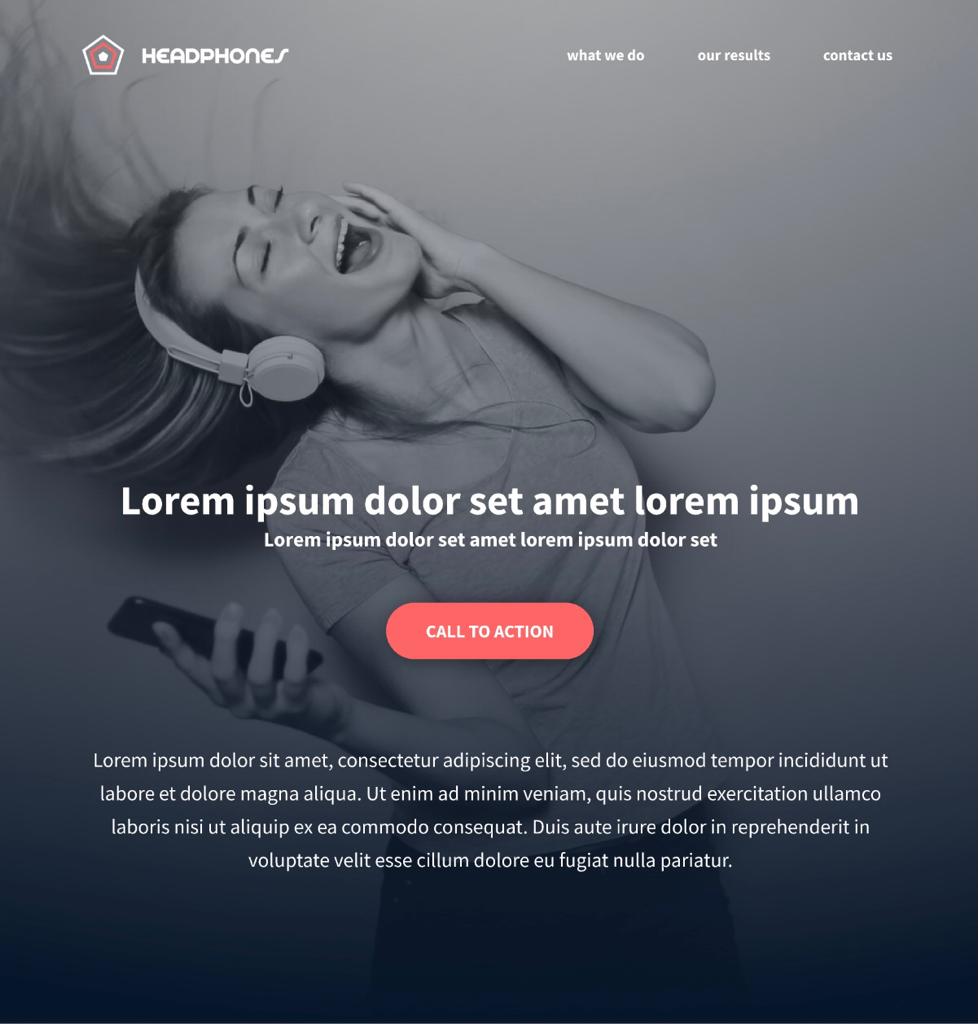 HEADPHONES
what we do
our results
contact us
Lorem ipsum dolor set amet lorem ipsum
Lorem ipsum dolor set amet lorem ipsum dolor set
CALL TO ACTION
Lorem ipsum dolor sit amet, consectetur adipiscing elit, sed do eiusmod tempor incididunt ut
labore et dolore magna aliqua. Ut enim ad minim veniam, quis nostrud exercitation ullamco
laboris nisi ut aliquip ex ea commodo consequat. Duis aute irure dolor in reprehenderit in
voluptate velit esse cillum dolore eu fugiat nulla pariatur.